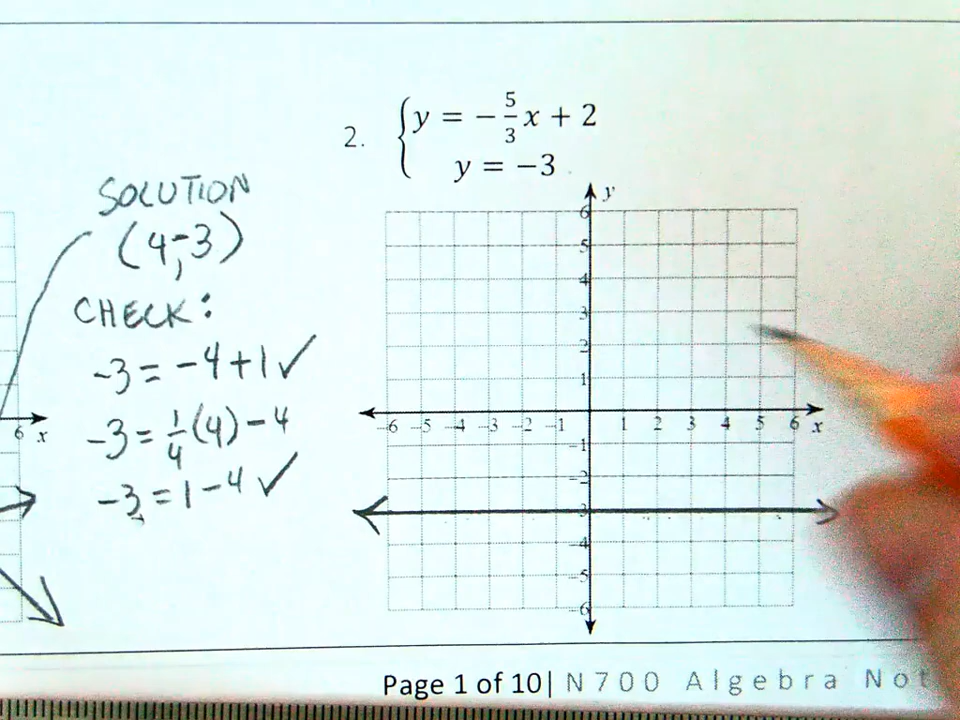 SOLUTION
(4,-3)
CHECK:
-3 = -4+1 ✓
-3 = 1/4(4) - 4
-3 = 1 - 4 ✓
6 x
2. { y = -5/3x + 2
y = -3
y
6
5
4
3
2
1
-6 -5 -4 -3 -2 -1 1 2 3 4 5 6 x
-1
-2
-3
-4
-5
-6
Page 1 of 10| N700 Algebra Not